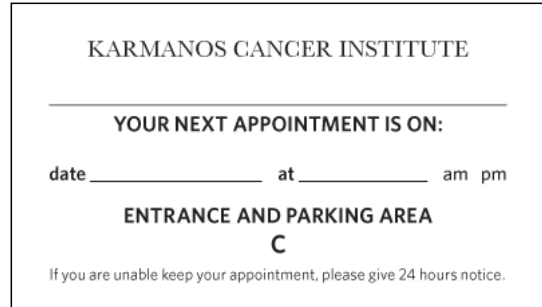 KARMANOS CANCER INSTITUTE
YOUR NEXT APPOINTMENT IS ON:
date at am pm
ENTRANCE AND PARKING AREA
C
If you are unable keep your appointment, please give 24 hours notice.